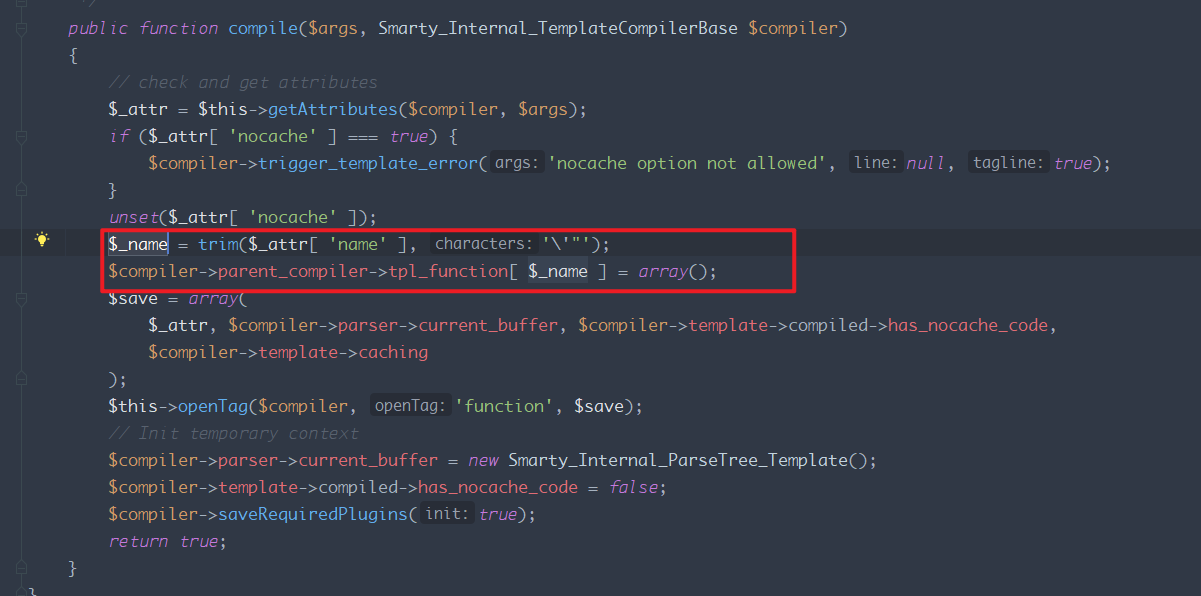 */
public function compile($args, Smarty_Internal_TemplateCompilerBase $compiler)
{
// check and get attributes
$_attr = $this->getAttributes($compiler, $args);
if ($_attr[ 'nocache' ] === true) {
$compiler->trigger_template_error( args: 'nocache option not allowed', line: null, tagline: true);
}
unset($_attr[ 'nocache' ]);
$_name = trim($_attr[ 'name' ], characters: '\'"');
$compiler->parent_compiler->tpl_function[ $_name ] = array();
$save = array(
$_attr, $compiler->parser->current_buffer, $compiler->template->compiled->has_nocache_code,
$compiler->template->caching
);
$this->openTag($compiler, openTag: 'function', $save);
// Init temporary context
$compiler->parser->current_buffer = new Smarty_Internal_ParseTree_Template();
$compiler->template->compiled->has_nocache_code = false;
$compiler->saveRequiredPlugins( init: true);
return true;
}
}